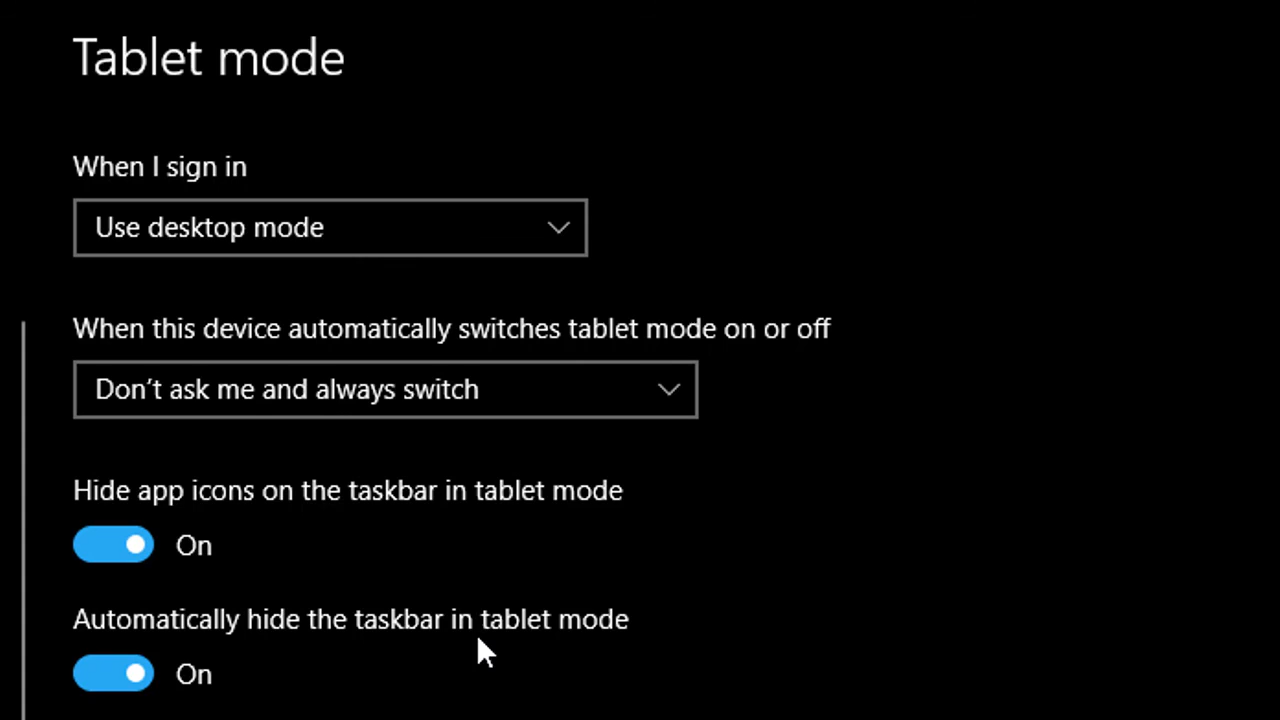 Tablet mode
When I sign in
Use desktop mode
When this device automatically switches tablet mode on or off
Don’t ask me and always switch
Hide app icons on the taskbar in tablet mode
On
Automatically hide the taskbar in tablet mode
On